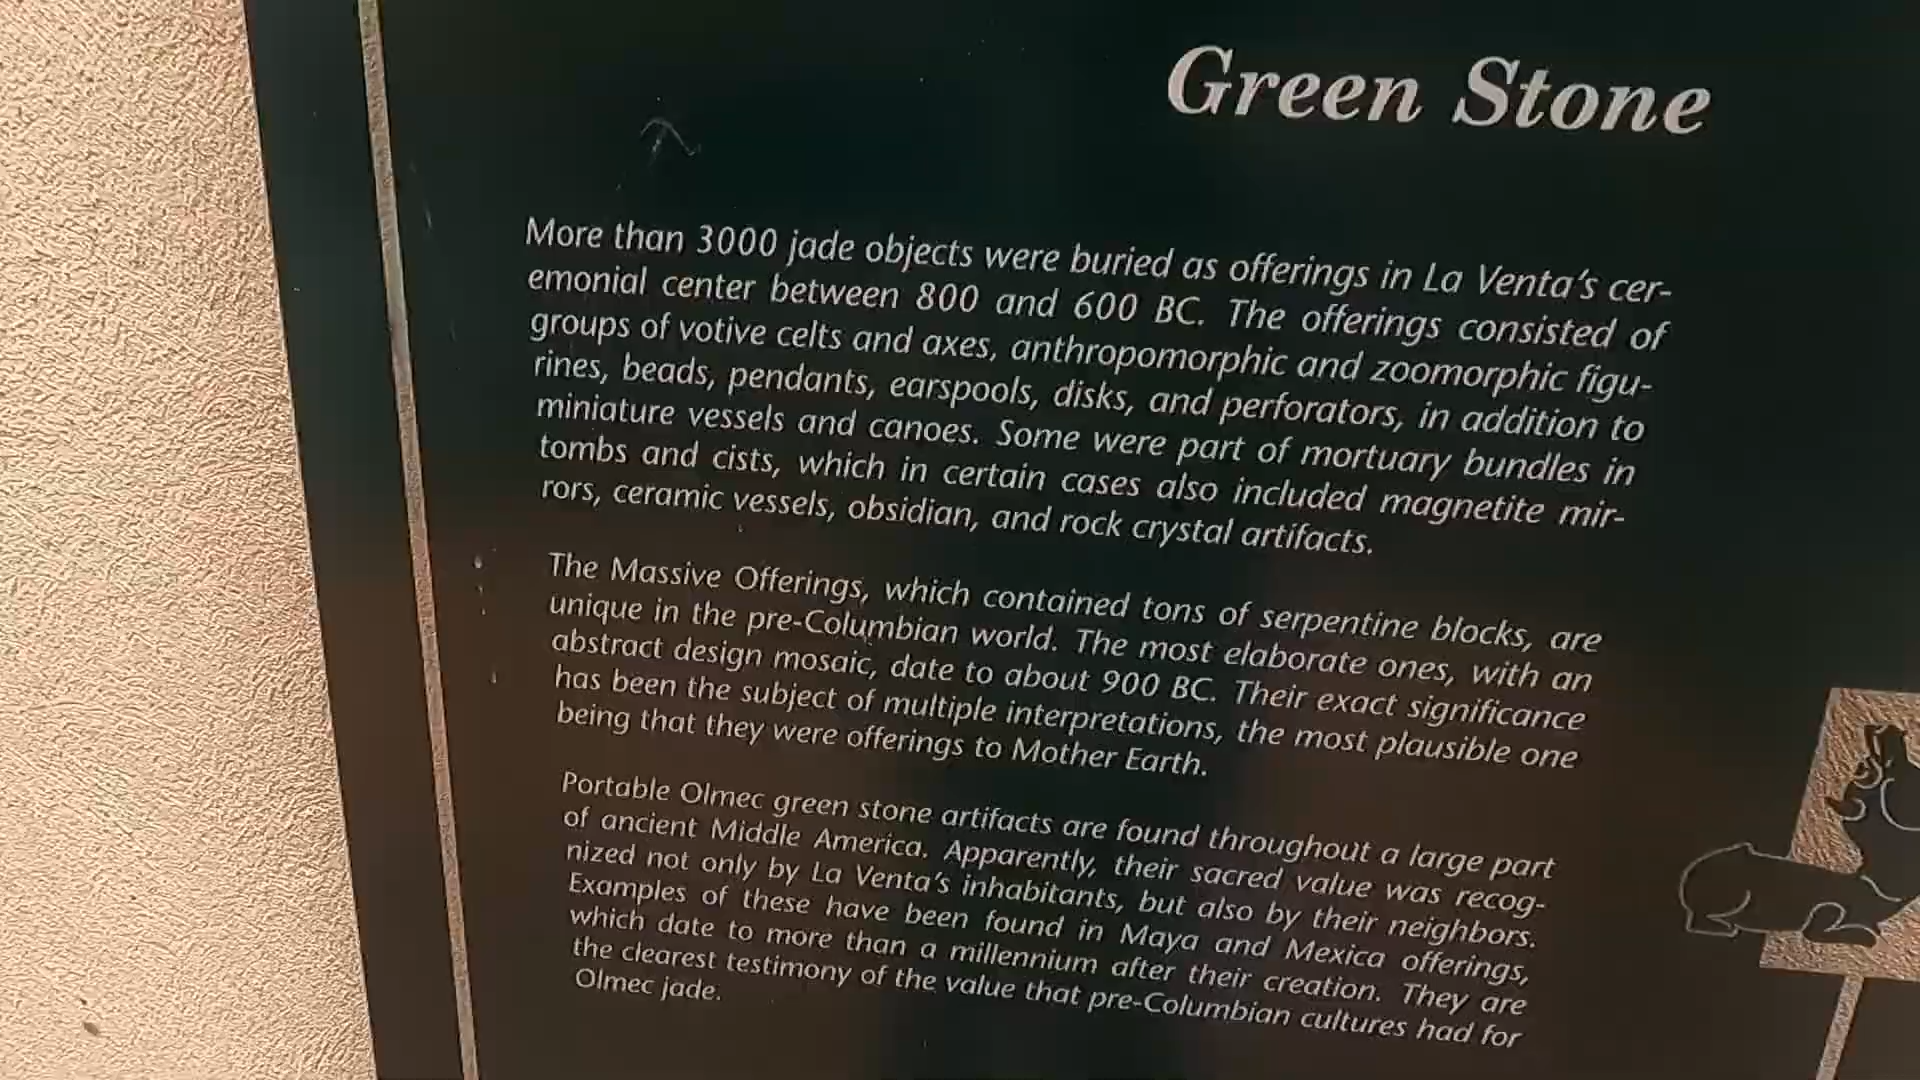 Green Stone
More than 3000 jade objects were buried as offerings in La Venta's cer-
emonial center between 800 and 600 BC. The offerings consisted of
groups of votive celts and axes, anthropomorphic and zoomorphic figu-
rines, beads, pendants, earspools, disks, and perforators, in addition to
miniature vessels and canoes. Some were part of mortuary bundles in
tombs and cists, which in certain cases also included magnetite mir-
rors, ceramic vessels, obsidian, and rock crystal artifacts.
The Massive Offerings, which contained tons of serpentine blocks, are
unique in the pre-Columbian world. The most elaborate ones, with an
abstract design mosaic, date to about 900 BC. Their exact significance
has been the subject of multiple interpretations, the most plausible one
being that they were offerings to Mother Earth.
Portable Olmec green stone artifacts are found throughout a large part
of ancient Middle America. Apparently, their sacred value was recog-
nized not only by La Venta's inhabitants, but also by their neighbors.
Examples of these have been found in Maya and Mexica offerings,
which date to more than a millennium after their creation. They are
the clearest testimony of the value that pre-Columbian cultures had for
Olmec jade.